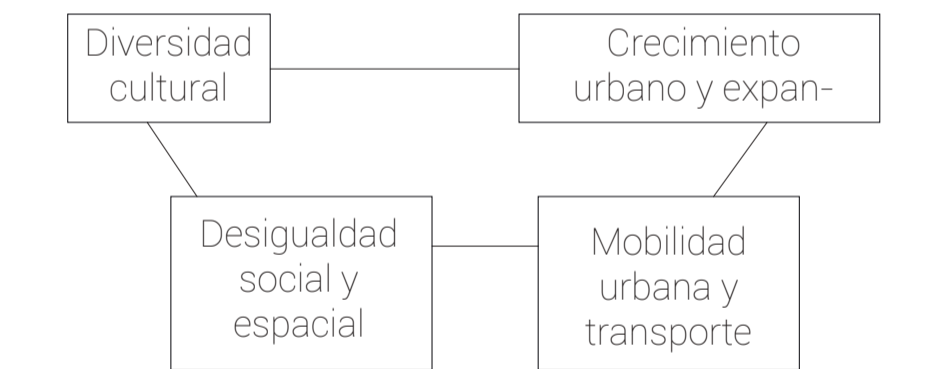 Diversidad
cultural
Crecimiento
urbano y expan-
Desigualdad
social y
espacial
Mobilidad
urbana y
transporte